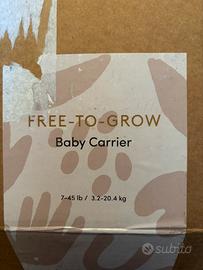 FREE-TO-GROW
Baby Carrier
7-45 lb / 3.2-20.4 kg
subito